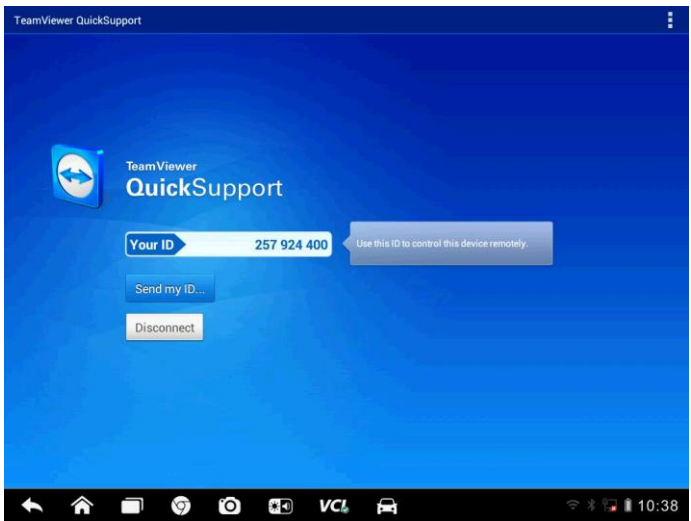 TeamViewer QuickSupport
TeamViewer
QuickSupport
Your ID 257 924 400
Use this ID to control this device remotely.
Send my ID...
Disconnect
VCI
10:38